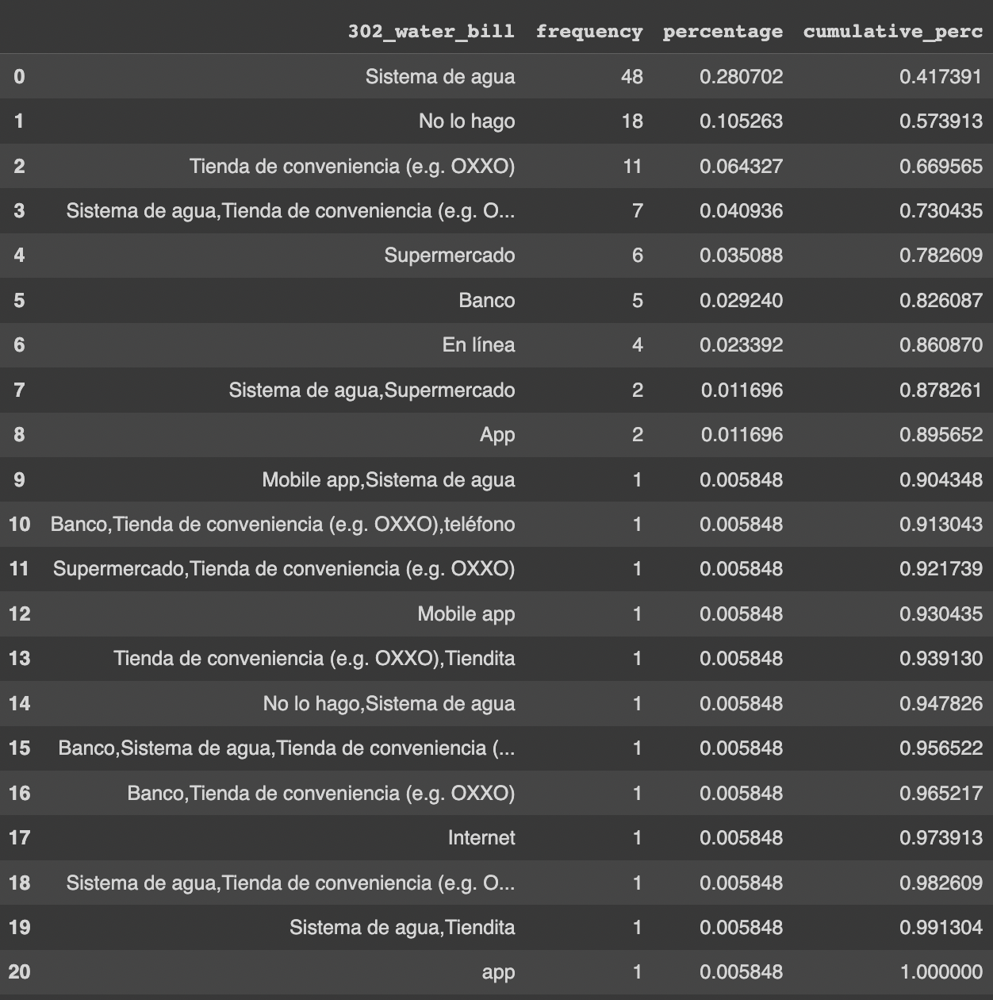 302_water_bill frequency percentage cumulative_perc
0 Sistema de agua 48 0.280702 0.417391
1 No lo hago 18 0.105263 0.573913
2 Tienda de conveniencia (e.g. OXXO) 11 0.064327 0.669565
3 Sistema de agua,Tienda de conveniencia (e.g. O... 7 0.040936 0.730435
4 Supermercado 6 0.035088 0.782609
5 Banco 5 0.029240 0.826087
6 En línea 4 0.023392 0.860870
7 Sistema de agua,Supermercado 2 0.011696 0.878261
8 App 2 0.011696 0.895652
9 Mobile app,Sistema de agua 1 0.005848 0.904348
10 Banco,Tienda de conveniencia (e.g. OXXO),teléfono 1 0.005848 0.913043
11 Supermercado,Tienda de conveniencia (e.g. OXXO) 1 0.005848 0.921739
12 Mobile app 1 0.005848 0.930435
13 Tienda de conveniencia (e.g. OXXO),Tiendita 1 0.005848 0.939130
14 No lo hago,Sistema de agua 1 0.005848 0.947826
15 Banco,Sistema de agua,Tienda de conveniencia (... 1 0.005848 0.956522
16 Banco,Tienda de conveniencia (e.g. OXXO) 1 0.005848 0.965217
17 Internet 1 0.005848 0.973913
18 Sistema de agua,Tienda de conveniencia (e.g. O... 1 0.005848 0.982609
19 Sistema de agua,Tiendita 1 0.005848 0.991304
20 app 1 0.005848 1.000000